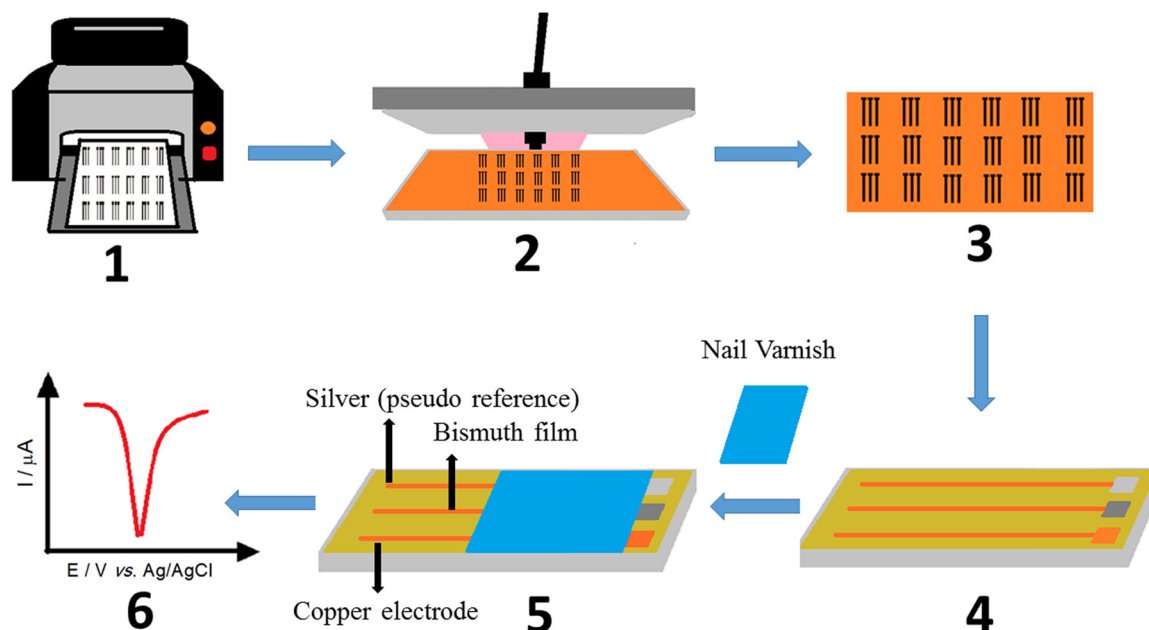 1
2
3
Nail Varnish
Silver (pseudo reference)
Bismuth film
I / μA
E / V vs. Ag/AgCl
Copper electrode
6
5
4